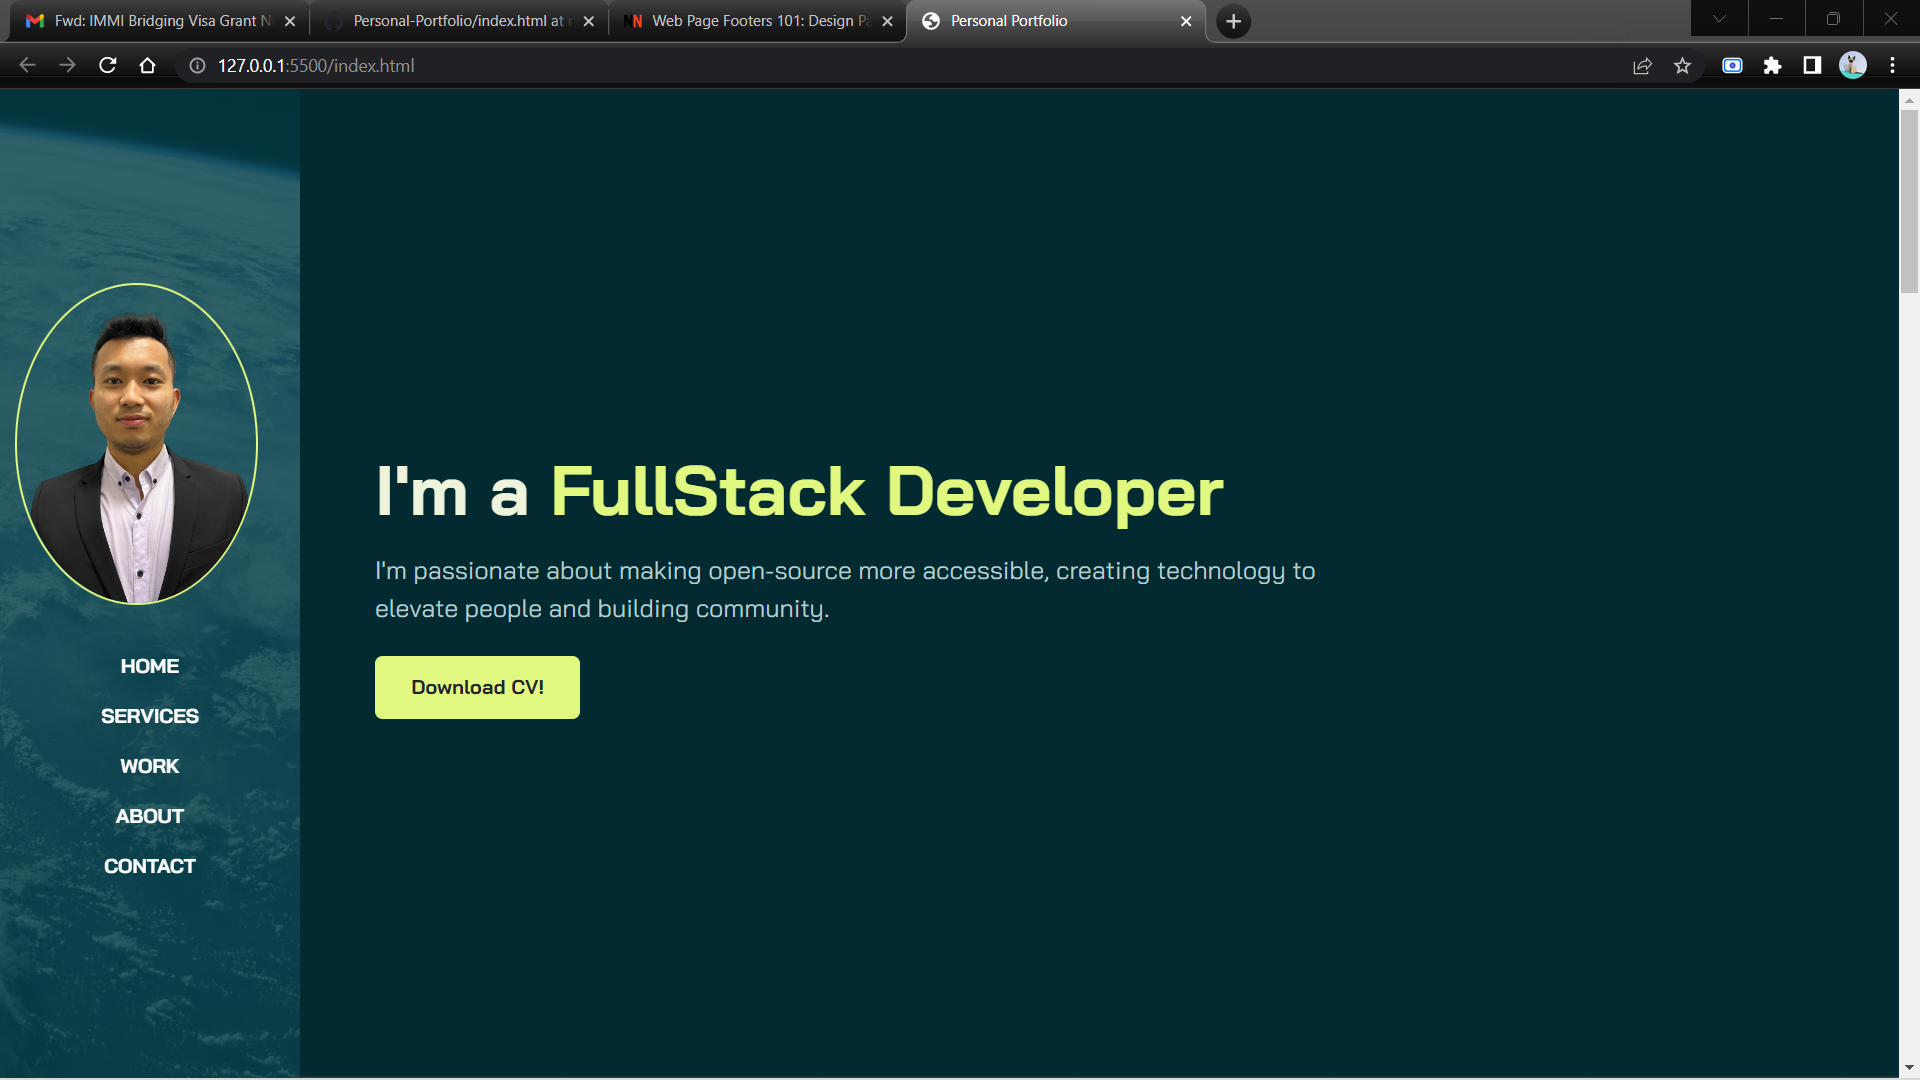 Fwd: IMMI Bridging Visa Grant N
Personal-Portfolio/index.html at
Web Page Footers 101: Design Pa
Personal Portfolio
127.0.0.1:5500/index.html
I'm a FullStack Developer
I'm passionate about making open-source more accessible, creating technology to
elevate people and building community.
Download CV!
HOME
SERVICES
WORK
ABOUT
CONTACT